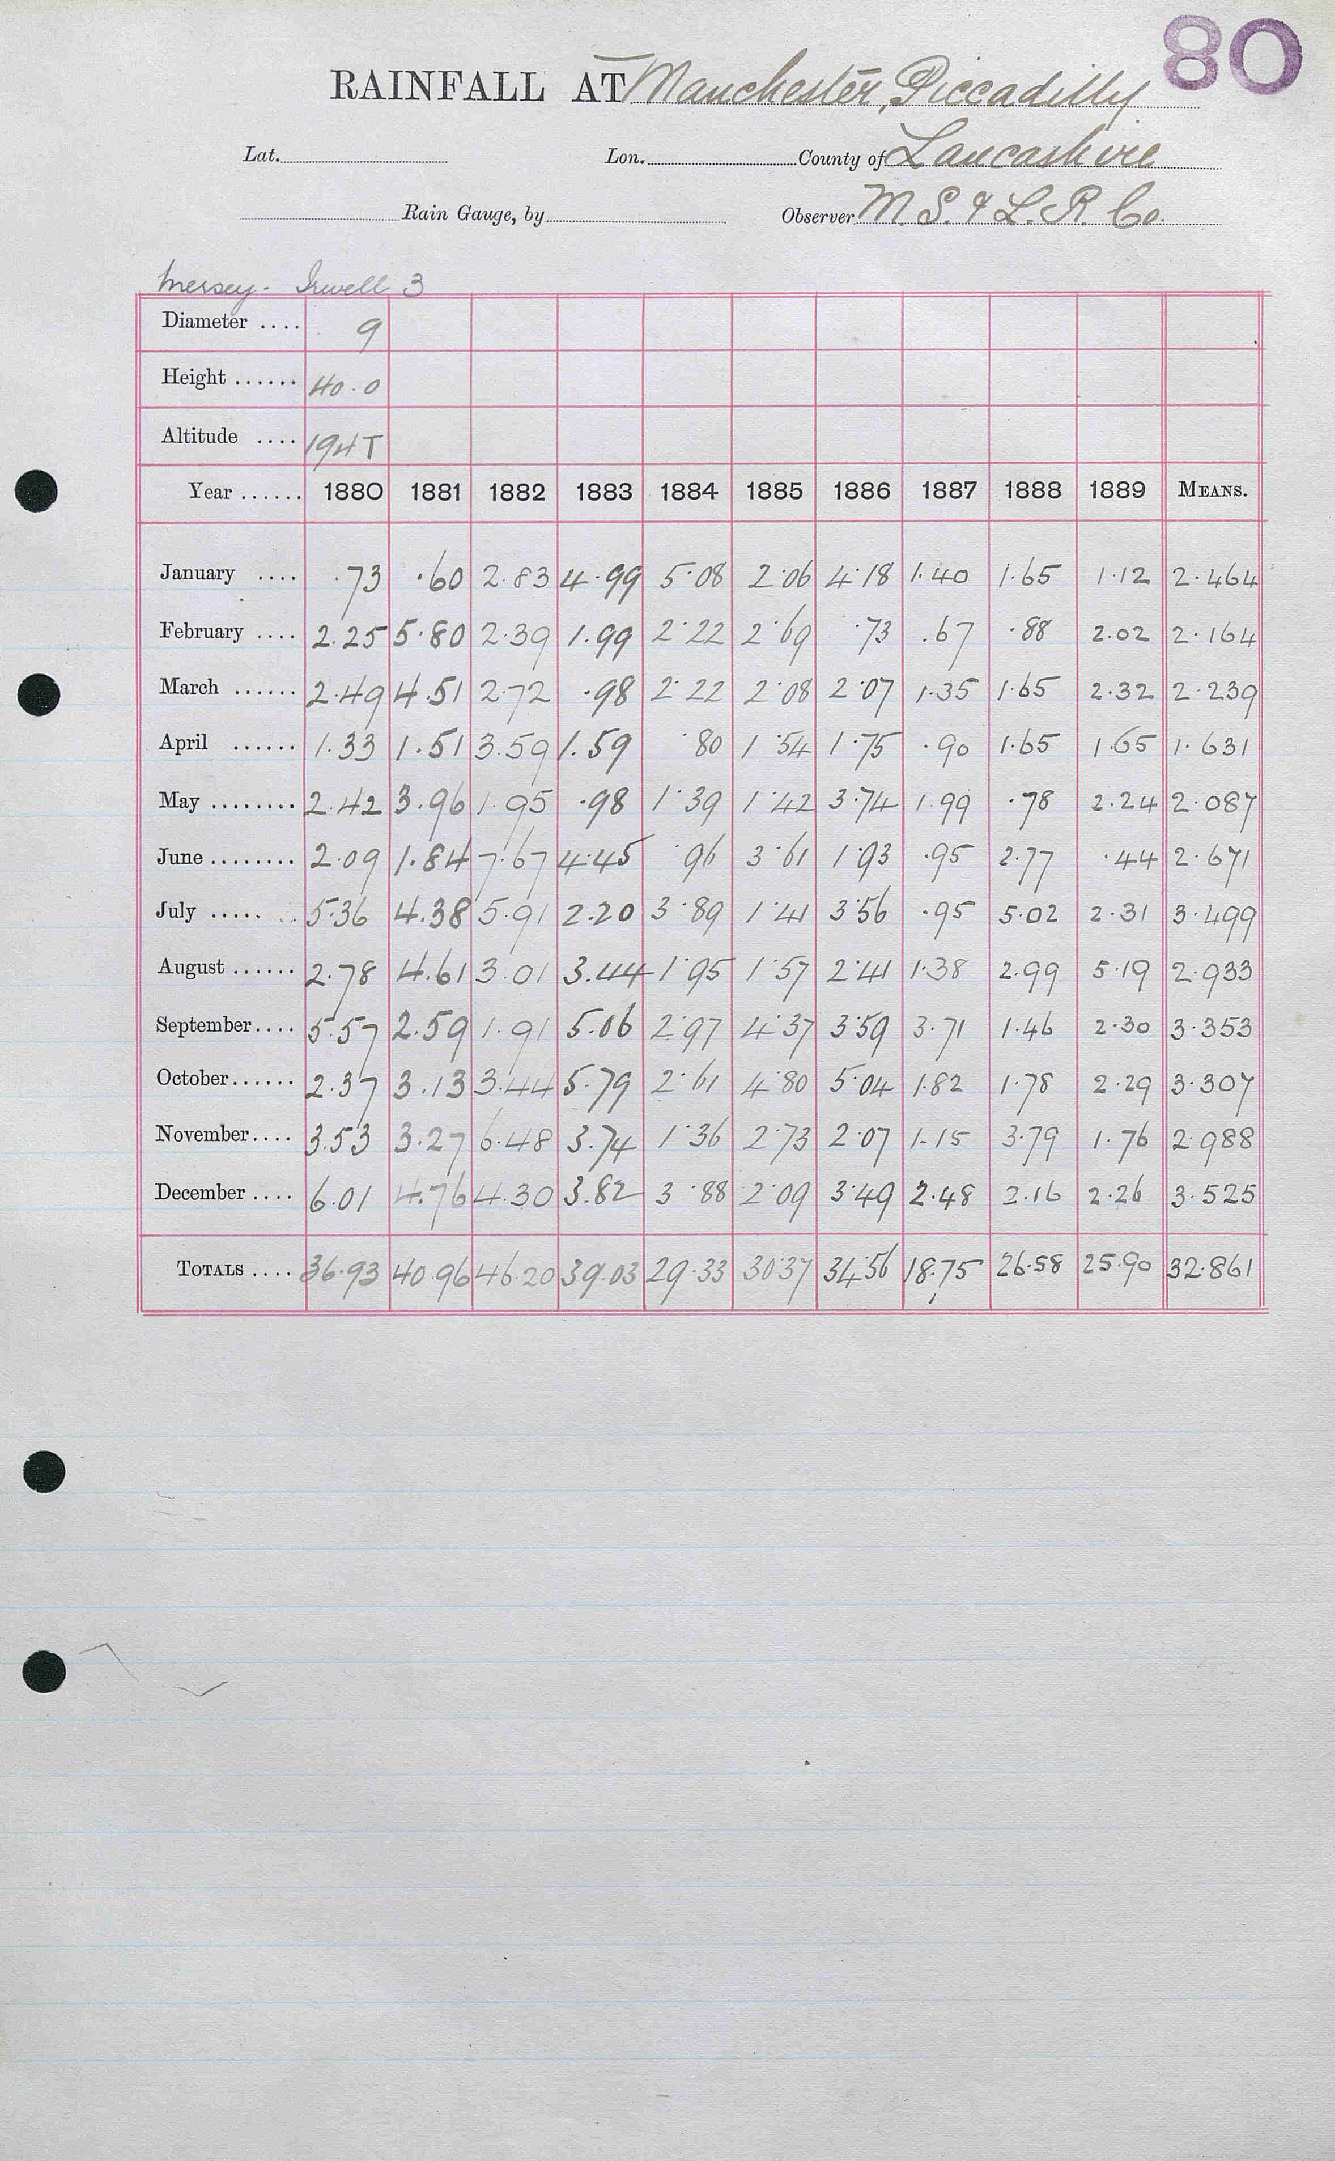 80
RAINFALL AT Manchester, Piccadilly
Lat. Lon. County of Lancashire
Rain Gauge, by Observer M. S. & L. R. Co.
Mersey - Irwell 3
Diameter .... 9
Height ...... 40.0
Altitude .... 194T
Year ...... 1880 1881 1882 1883 1884 1885 1886 1887 1888 1889 MEANS.
January .... .73 .60 2.83 4.99 5.08 2.06 4.18 1.40 1.65 1.12 2.464
February .... 2.25 5.80 2.39 1.99 2.22 2.69 .73 .67 .88 2.02 2.164
March ...... 2.49 4.51 2.72 .98 2.22 2.08 2.07 1.35 1.65 2.32 2.239
April ...... 1.33 1.51 3.59 1.59 .80 1.54 1.75 .90 1.65 1.65 1.631
May ........ 2.42 3.96 1.95 .98 1.39 1.42 3.74 1.99 .78 2.24 2.087
June ........ 2.09 1.84 7.67 4.45 .96 3.61 1.93 .95 2.77 .44 2.671
July ....... 5.36 4.38 5.91 2.20 3.89 1.41 3.56 .95 5.02 2.31 3.499
August ...... 2.78 4.61 3.01 3.44 1.95 1.57 2.41 1.38 2.99 5.19 2.933
September.... 5.57 2.59 1.91 5.06 2.97 4.37 3.59 3.71 1.46 2.30 3.353
October...... 2.37 3.13 3.44 5.79 2.61 4.80 5.04 1.82 1.78 2.29 3.307
November.... 3.53 3.27 6.48 3.74 1.36 2.73 2.07 1.15 3.79 1.76 2.988
December .... 6.01 4.76 4.30 3.82 3.88 2.09 3.49 2.48 2.16 2.26 3.525
TOTALS .... 36.93 40.96 46.20 39.03 29.33 30.37 34.56 18.75 26.58 25.90 32.861